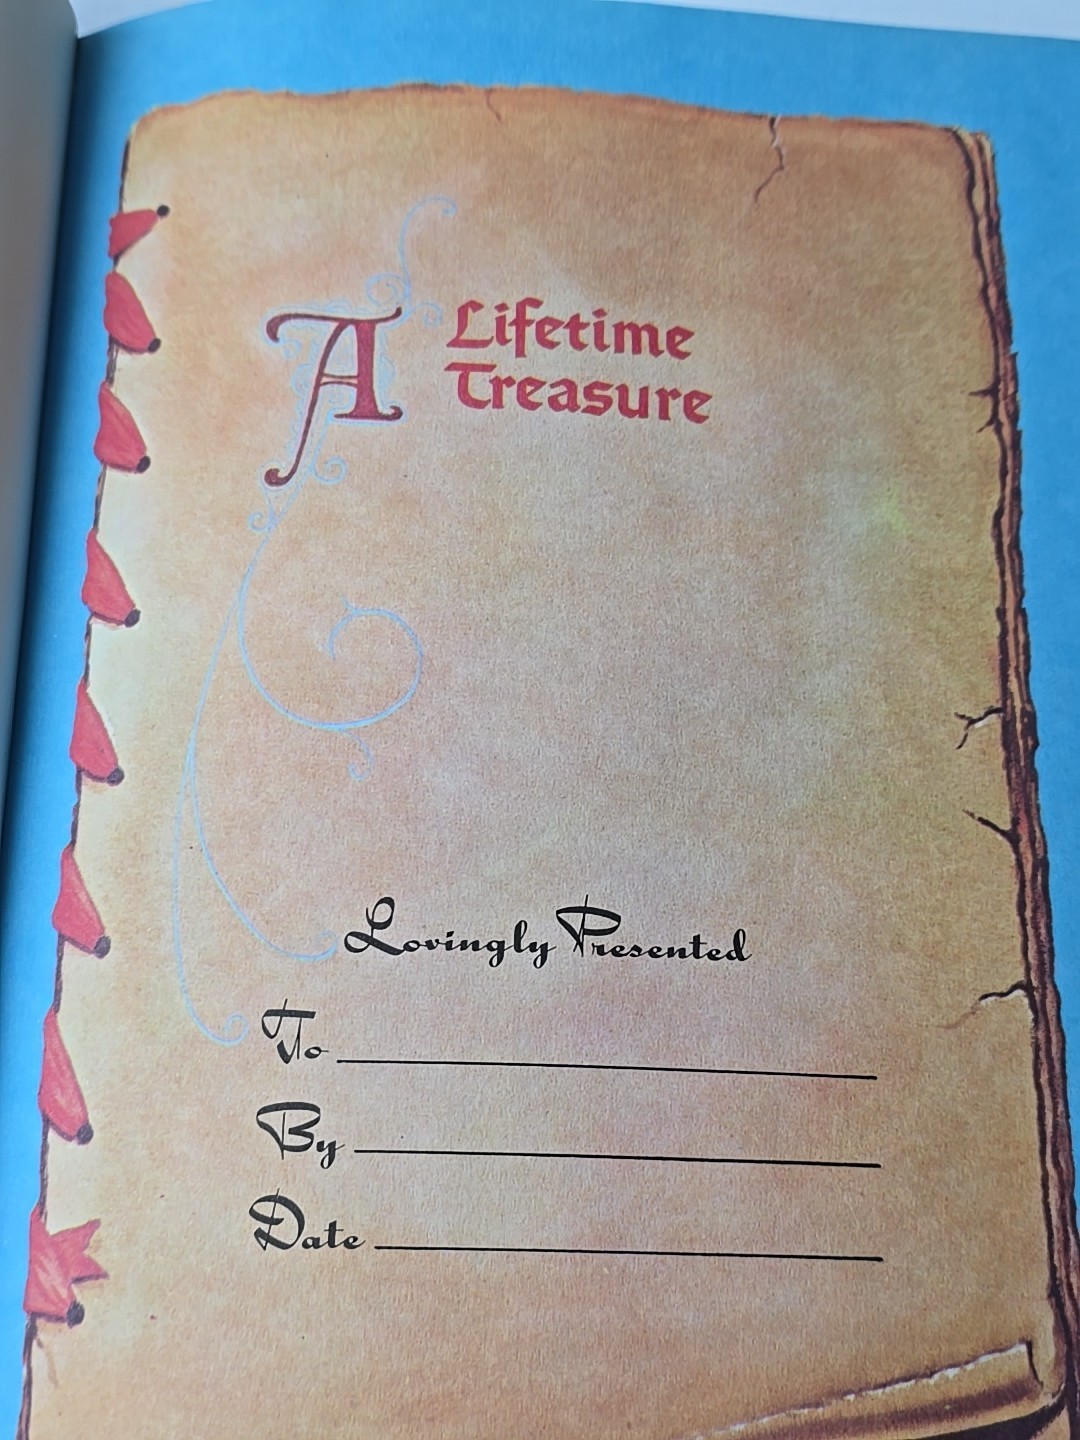 A Lifetime
Treasure
Lovingly Presented
To
By
Date